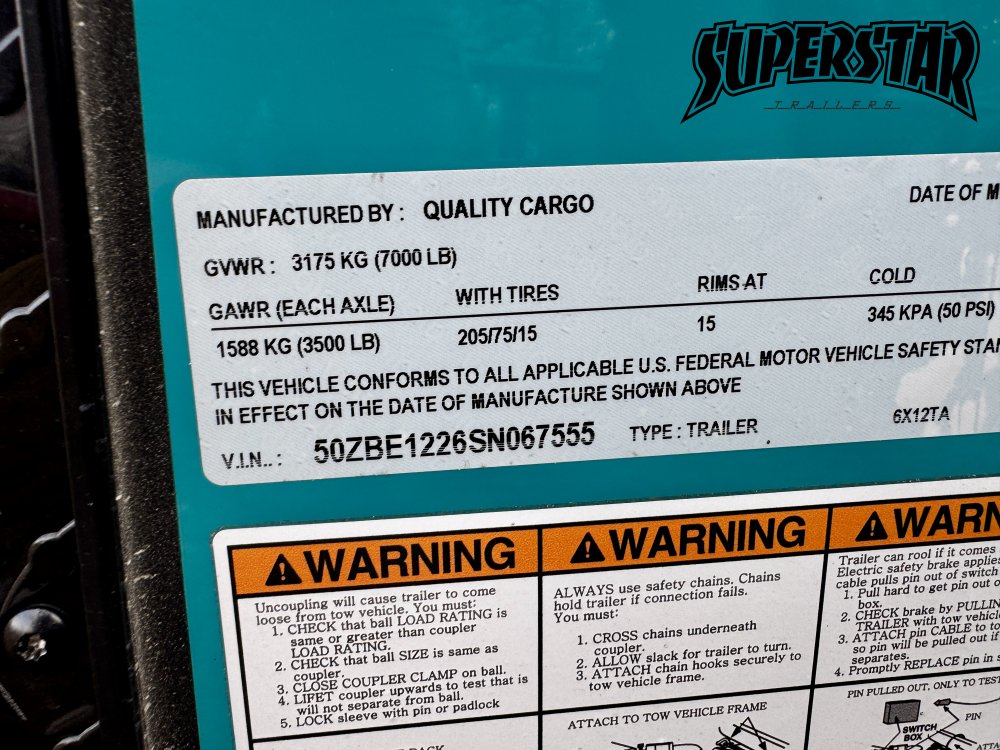 SUPERSTAR
TRAILERS
MANUFACTURED BY: QUALITY CARGO DATE OF
GVWR: 3175 KG (7000 LB)
GAWR (EACH AXLE) WITH TIRES RIMS AT COLD
1588 KG (3500 LB) 205/75/15 15 345 KPA (50 PSI)
THIS VEHICLE CONFORMS TO ALL APPLICABLE U.S. FEDERAL MOTOR VEHICLE SAFETY
IN EFFECT ON THE DATE OF MANUFACTURE SHOWN ABOVE
V.I.N..: 50ZBE1226SN067555 TYPE: TRAILER 6X12TA
WARNING
Uncoupling will cause trailer to come
loose from tow vehicle. You must:
1. CHECK that ball LOAD RATING is
same or greater than coupler
LOAD RATING.
2. CHECK that ball SIZE is same as
coupler.
3. CLOSE COUPLER CLAMP on ball.
4. LIFET coupler upwards to test that is
will not separate from ball.
5. LOCK sleeve with pin or padlock
WARNING
ALWAYS use safety chains. Chains
hold trailer if connection fails.
You must:
1. CROSS chains underneath
coupler.
2. ALLOW slack for trailer to turn.
3. ATTACH chain hooks securely to
tow vehicle frame.
ATTACH TO TOW VEHICLE FRAME
WARN
Trailer can rool if it comes
Electric safety brake applies
cable pulls pin out of switch
1. Pull hard to get pin out of
box.
2. CHECK brake by PULLIN
TRAILER with tow vehicle
3. ATTACH pin CABLE to to
so pin will be pulled out if
separates.
4. Promptly REPLACE pin in
PIN PULLED OUT, ONLY TO TEST
PIN
SWITCH
BOX